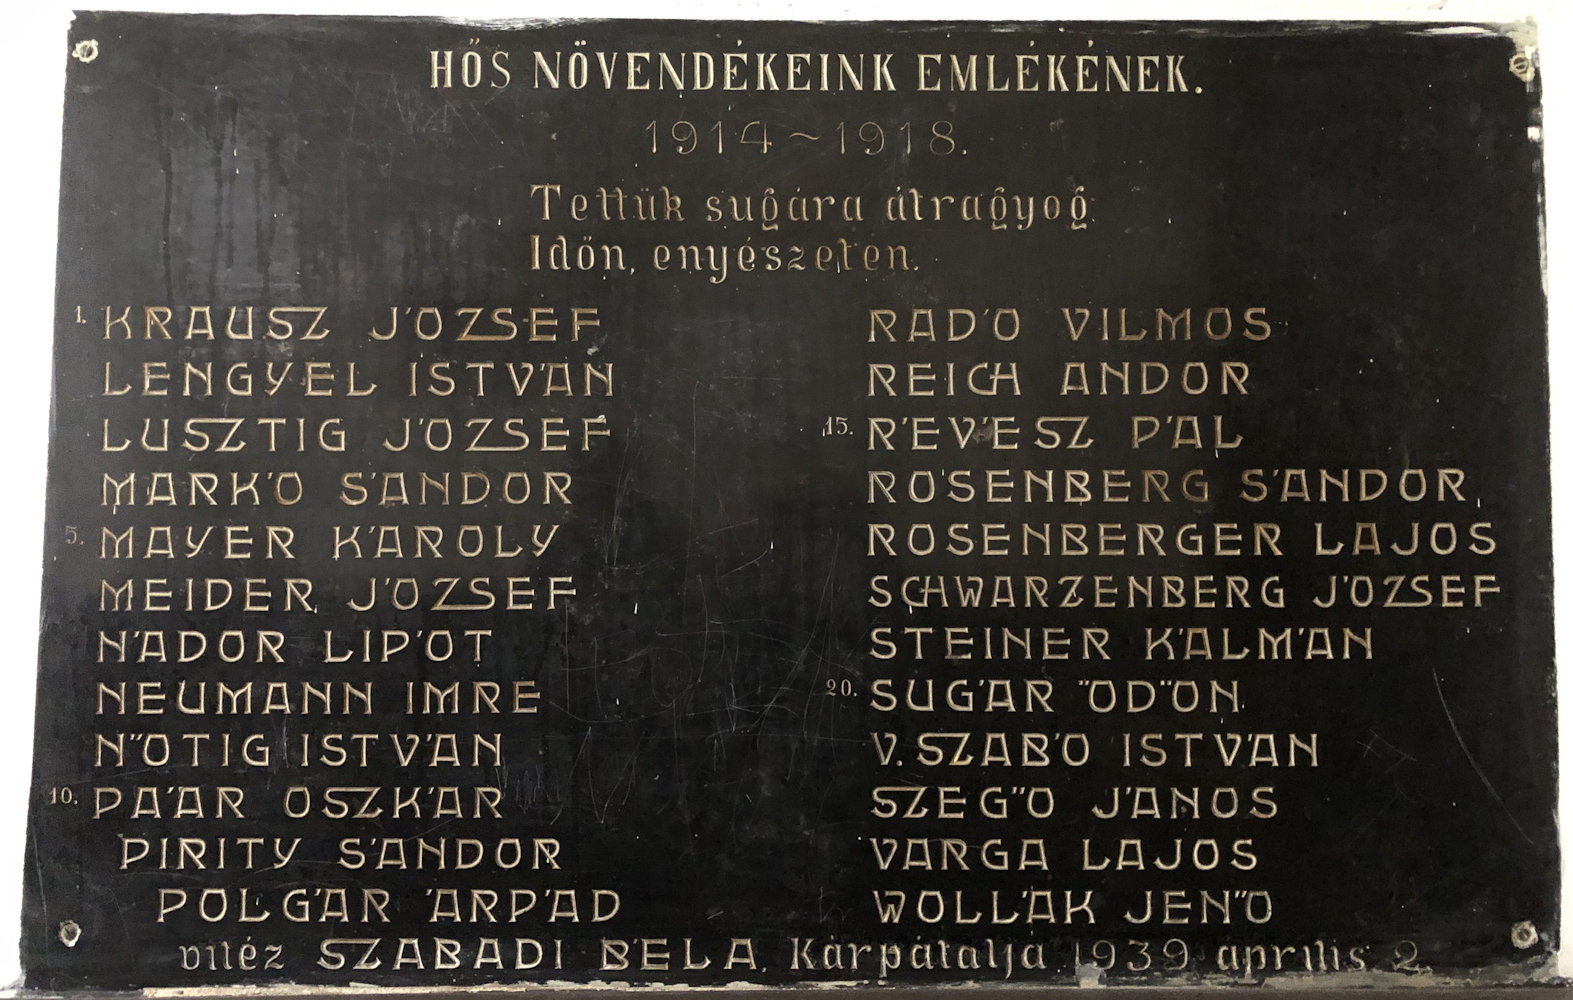 HŐS NÖVENDÉKEINK EMLÉKÉNEK.
1914~1918.
Tettük sugára átragyog
Időn, enyészeten.
1. KRAUSZ JÓZSEF
LENGYEL ISTVÁN
LUSZTIG JÓZSEF
MARKÓ SÁNDOR
5. MAYER KÁROLY
MEIDER JÓZSEF
NÁDOR LIPÓT
NEUMANN IMRE
NŐTIG ISTVÁN
10. PAÁR OSZKÁR
PIRITY SÁNDOR
POLGÁR ÁRPÁD
RADÓ VILMOS
REICH ANDOR
15. RÉVÉSZ PÁL
ROSENBERG SÁNDOR
ROSENBERGER LAJOS
SCHWARZENBERG JÓZSEF
STEINER KÁLMÁN
20. SUGÁR ÖDÖN
V. SZABÓ ISTVÁN
SZEGŐ JÁNOS
VARGA LAJOS
WOLLÁK JENŐ
vitéz SZABADI BÉLA, Kárpátalja 1939 április 2.